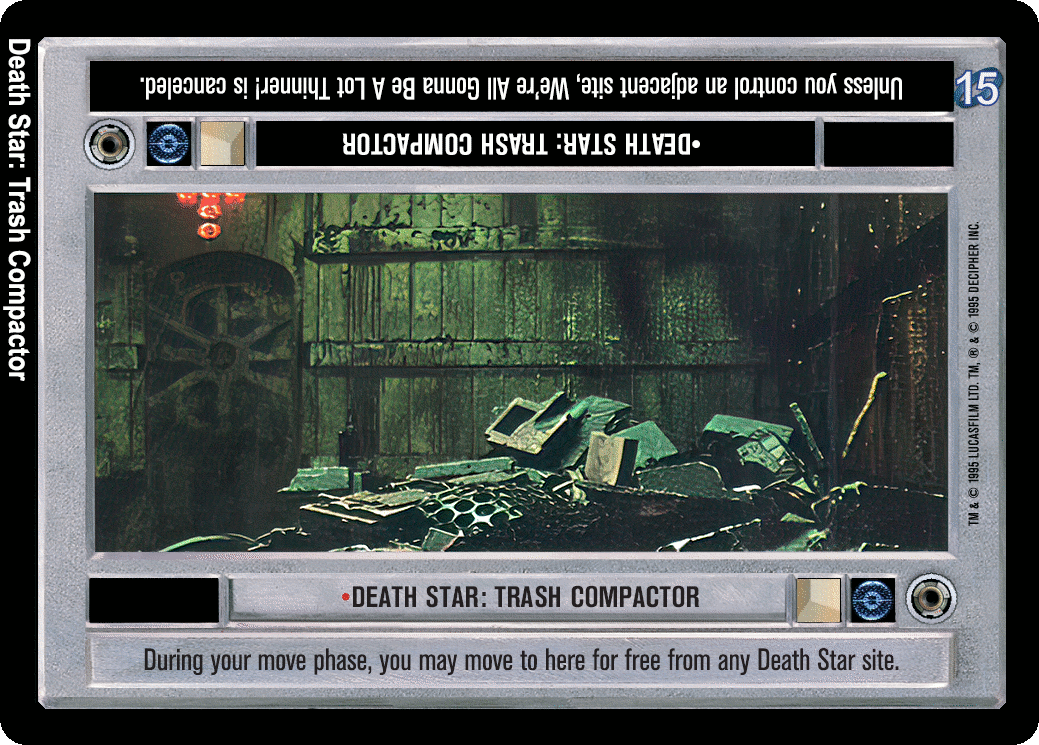 Unless you control an adjacent site, We're All Gonna Be A Lot Thinner! is canceled.
15
•DEATH STAR: TRASH COMPACTOR
Death Star: Trash Compactor
TM & © 1995 LUCASFILM LTD. TM, ® & © 1995 DECIPHER INC.
•DEATH STAR: TRASH COMPACTOR
During your move phase, you may move to here for free from any Death Star site.